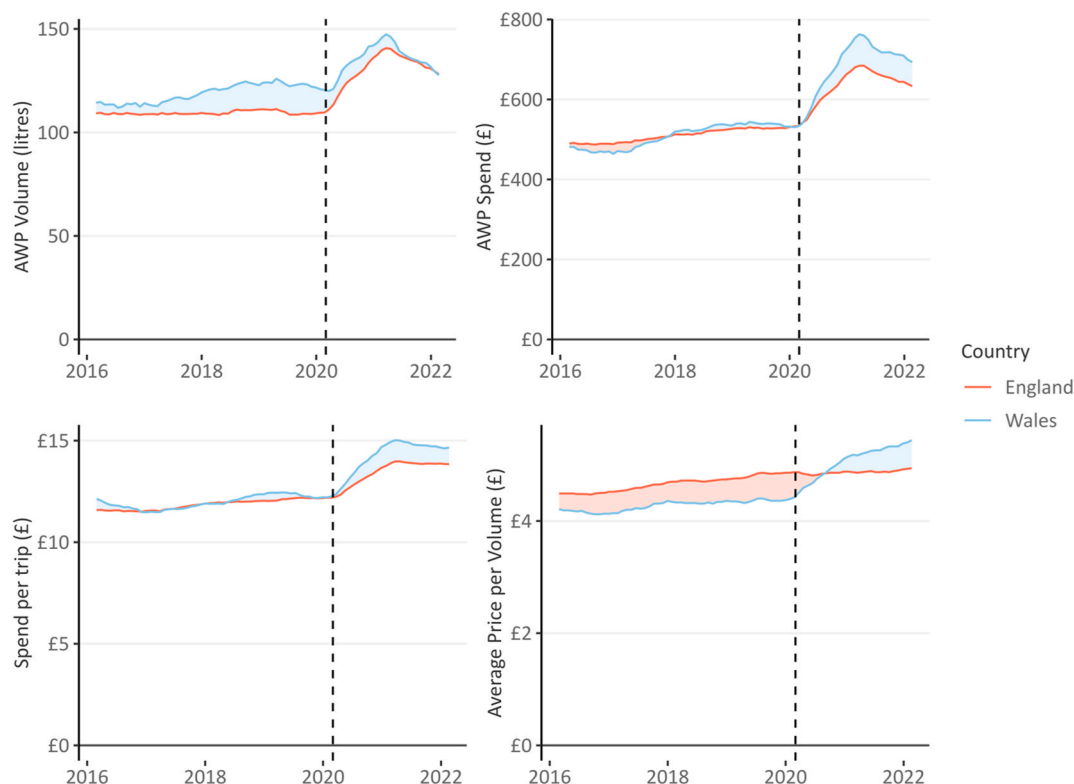 AWP Volume (litres)
150
100
50
0
2016 2018 2020 2022
AWP Spend (£)
£800
£600
£400
£200
£0
2016 2018 2020 2022
Country
England
Wales
Spend per trip (£)
£15
£10
£5
£0
2016 2018 2020 2022
Average Price per Volume (£)
£4
£2
£0
2016 2018 2020 2022